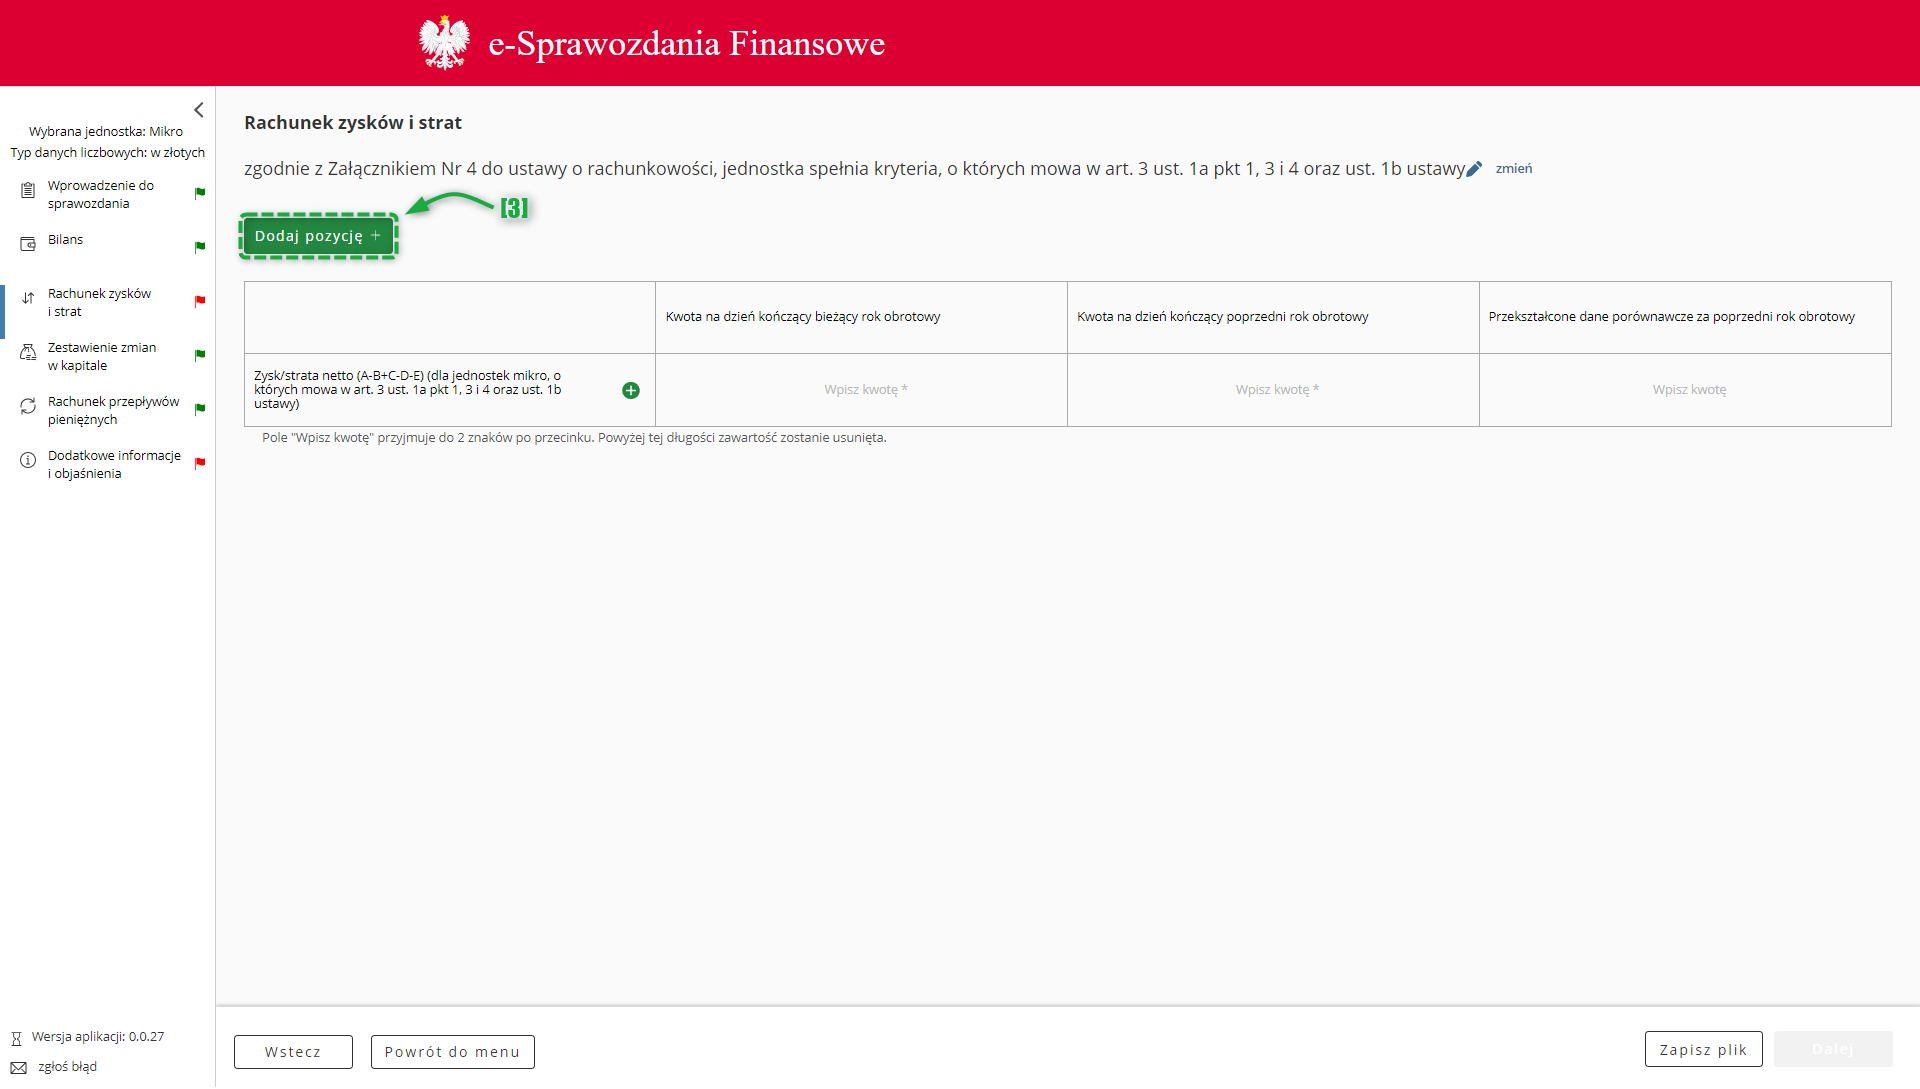 e-Sprawozdania Finansowe
Wybrana jednostka: Mikro
Typ danych liczbowych: w złotych
Wprowadzenie do
sprawozdania
Bilans
Rachunek zysków
i strat
Zestawienie zmian
w kapitale
Rachunek przepływów
pieniężnych
Dodatkowe informacje
i objaśnienia
Wersja aplikacji: 0.0.27
zgłoś błąd
Rachunek zysków i strat
zgodnie z Załącznikiem Nr 4 do ustawy o rachunkowości, jednostka spełnia kryteria, o których mowa w art. 3 ust. 1a pkt 1, 3 i 4 oraz ust. 1b ustawy zmień
[3]
Dodaj pozycję +
Kwota na dzień kończący bieżący rok obrotowy
Kwota na dzień kończący poprzedni rok obrotowy
Przekształcone dane porównawcze za poprzedni rok obrotowy
Zysk/strata netto (A-B+C-D-E) (dla jednostek mikro, o
których mowa w art. 3 ust. 1a pkt 1, 3 i 4 oraz ust. 1b
ustawy)
Wpisz kwotę *
Wpisz kwotę *
Wpisz kwotę
Pole "Wpisz kwotę" przyjmuje do 2 znaków po przecinku. Powyżej tej długości zawartość zostanie usunięta.
Wstecz
Powrót do menu
Zapisz plik
Dalej